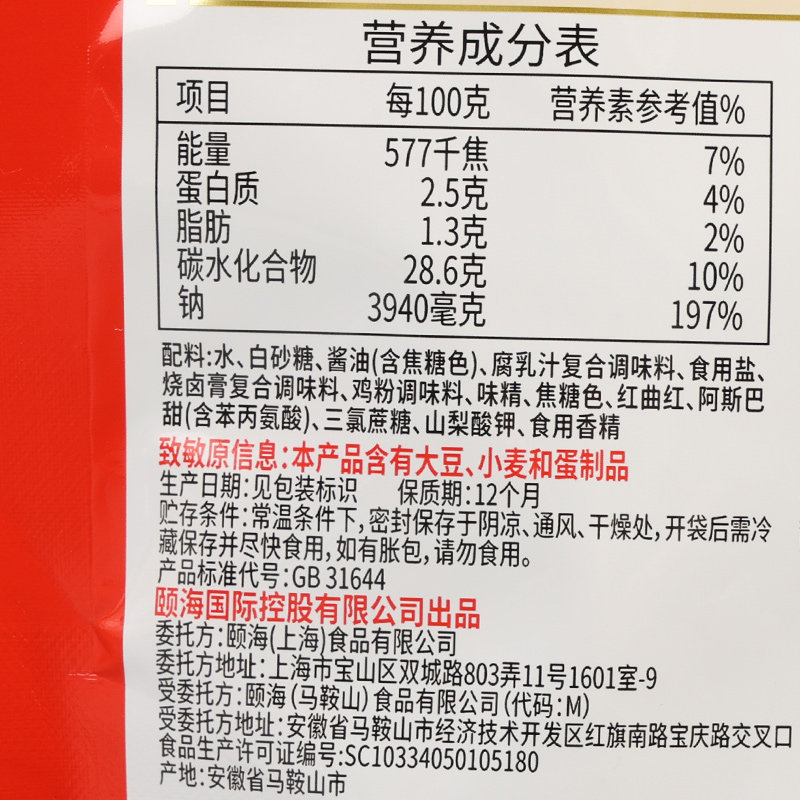 营养成分表
项目 每100克 营养素参考值%
能量 577千焦 7%
蛋白质 2.5克 4%
脂肪 1.3克 2%
碳水化合物 28.6克 10%
钠 3940毫克 197%
配料:水、白砂糖、酱油(含焦糖色)、腐乳汁复合调味料、食用盐、
烧卤膏复合调味料、鸡粉调味料、味精、焦糖色、红曲红、阿斯巴
甜(含苯丙氨酸)、三氯蔗糖、山梨酸钾、食用香精
致敏原信息:本产品含有大豆、小麦和蛋制品
生产日期:见包装标识 保质期:12个月
贮存条件:常温条件下,密封保存于阴凉、通风、干燥处,开袋后需冷
藏保存并尽快食用,如有胀包,请勿食用。
产品标准代号:GB 31644
颐海国际控股有限公司出品
委托方:颐海(上海)食品有限公司
委托方地址:上海市宝山区双城路803弄11号1601室-9
受委托方:颐海(马鞍山)食品有限公司(代码:M)
受委托方地址:安徽省马鞍山市经济技术开发区红旗南路宝庆路交叉口
食品生产许可证编号:SC10334050105180
产地:安徽省马鞍山市